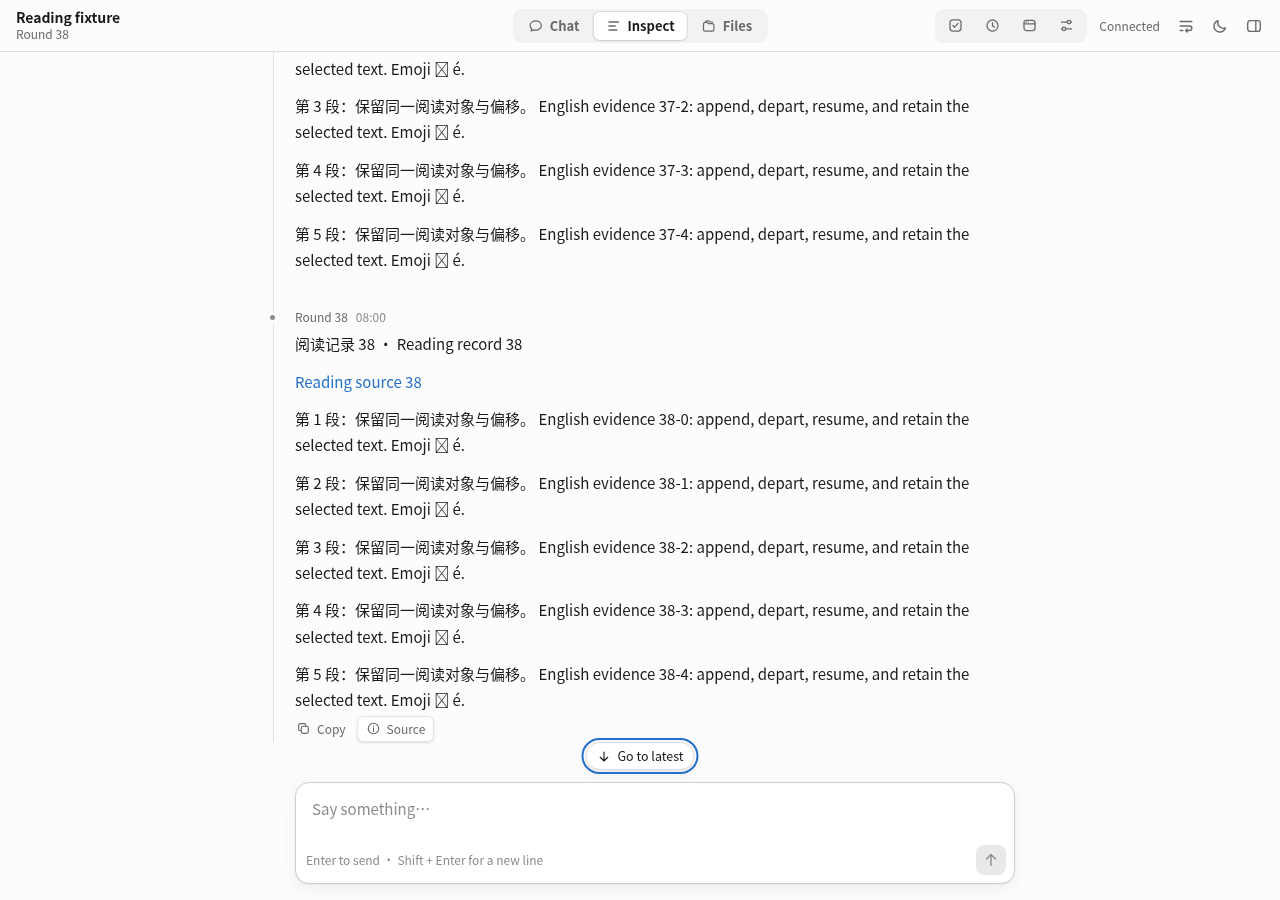 Reading fixture
Round 38
Chat
Inspect
Files
Connected
selected text. Emoji é.
第 3 段：保留同一阅读对象与偏移。 English evidence 37-2: append, depart, resume, and retain the
selected text. Emoji é.
第 4 段：保留同一阅读对象与偏移。 English evidence 37-3: append, depart, resume, and retain the
selected text. Emoji é.
第 5 段：保留同一阅读对象与偏移。 English evidence 37-4: append, depart, resume, and retain the
selected text. Emoji é.
Round 38 08:00
阅读记录 38 · Reading record 38
Reading source 38
第 1 段：保留同一阅读对象与偏移。 English evidence 38-0: append, depart, resume, and retain the
selected text. Emoji é.
第 2 段：保留同一阅读对象与偏移。 English evidence 38-1: append, depart, resume, and retain the
selected text. Emoji é.
第 3 段：保留同一阅读对象与偏移。 English evidence 38-2: append, depart, resume, and retain the
selected text. Emoji é.
第 4 段：保留同一阅读对象与偏移。 English evidence 38-3: append, depart, resume, and retain the
selected text. Emoji é.
第 5 段：保留同一阅读对象与偏移。 English evidence 38-4: append, depart, resume, and retain the
selected text. Emoji é.
Copy
Source
Go to latest
Say something…
Enter to send · Shift + Enter for a new line